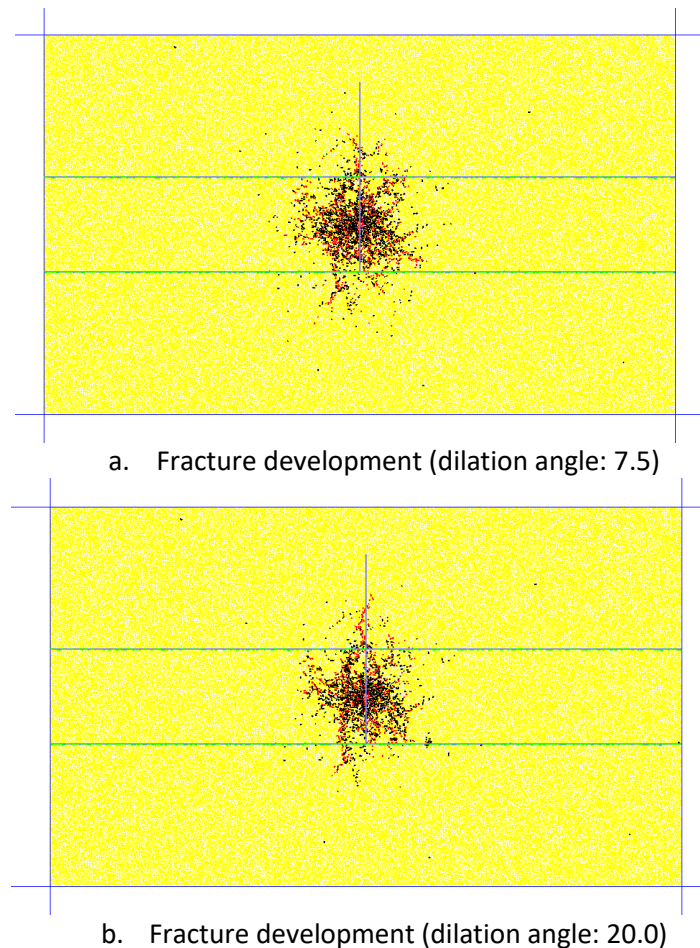 a. Fracture development (dilation angle: 7.5)
b. Fracture development (dilation angle: 20.0)